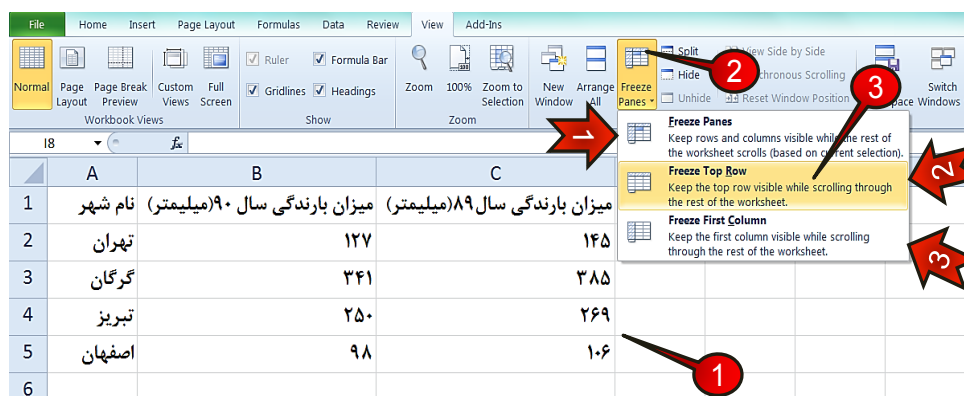 File Home Insert Page Layout Formulas Data Review View Add-Ins
Normal Page Layout Page Break Preview Custom Views Full Screen
Workbook Views
Ruler Formula Bar
Gridlines Headings
Show
Zoom 100% Zoom to Selection
Zoom
New Window Arrange All Freeze Panes
Split View Side by Side
Hide chronous Scrolling
Unhide Reset Window Position
pace Switch Windows
2
3
1
Freeze Panes
Keep rows and columns visible while the rest of
the worksheet scrolls (based on current selection).
Freeze Top Row
Keep the top row visible while scrolling through
the rest of the worksheet.
2
Freeze First Column
Keep the first column visible while scrolling
through the rest of the worksheet.
3
I8 fx
A B C
1 نام شهر میزان بارندگی سال ۹۰(میلیمتر) میزان بارندگی سال۸۹(میلیمتر)
2 تهران ۱۲۷ ۱۴۵
3 گرگان ۳۴۱ ۳۸۵
4 تبریز ۲۵۰ ۲۶۹
5 اصفهان ۹۸ ۱۰۶
6
1